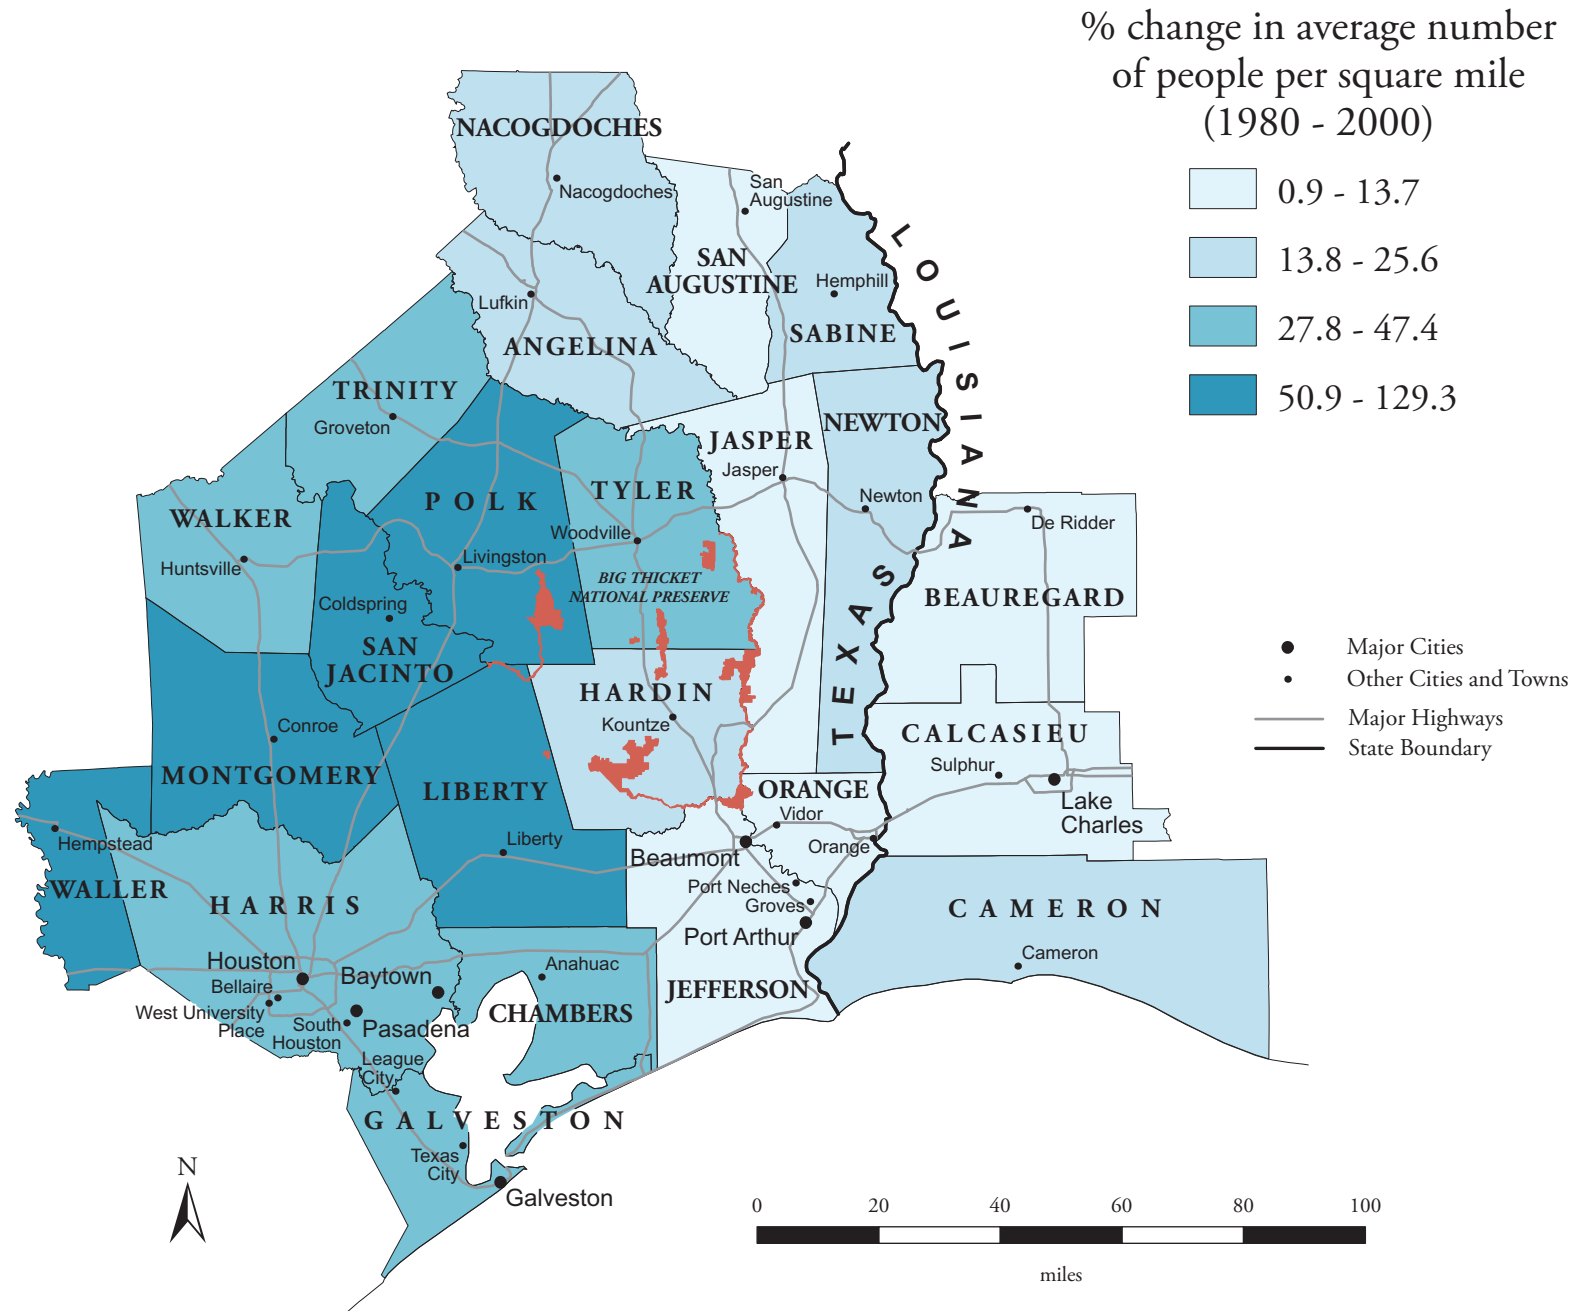 % change in average number
of people per square mile
(1980 - 2000)
0.9 - 13.7
13.8 - 25.6
27.8 - 47.4
50.9 - 129.3
NACOGDOCHES
Nacogdoches
San
Augustine
SAN
AUGUSTINE
Hemphill
SABINE
LOUISIANA
Lufkin
ANGELINA
TRINITY
Groveton
JASPER
Jasper
NEWTON
Newton
POLK
Livingston
TYLER
Woodville
BIG THICKET
NATIONAL PRESERVE
WALKER
Huntsville
Coldspring
SAN
JACINTO
De Ridder
BEAUREGARD
TEXAS
HARDIN
Kountze
Conroe
MONTGOMERY
LIBERTY
Liberty
CALCASIEU
Sulphur
Lake
Charles
ORANGE
Vidor
Orange
Beaumont
Port Neches
Groves
Port Arthur
JEFFERSON
CAMERON
Cameron
Hempstead
WALLER
HARRIS
Houston
Bellaire
West University
Place
Baytown
South
Houston
Pasadena
League
City
Anahuac
CHAMBERS
GALVESTON
Texas
City
Galveston
Major Cities
Other Cities and Towns
Major Highways
State Boundary
N
0 20 40 60 80 100
miles